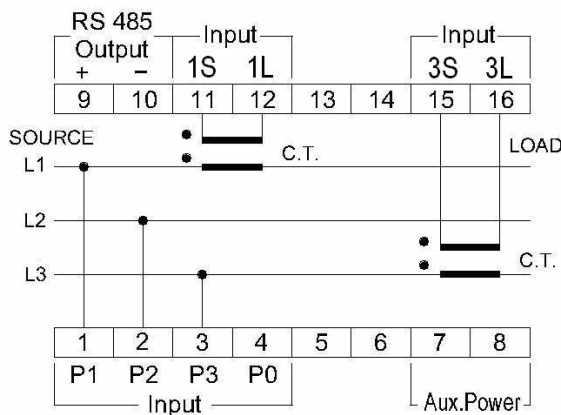 RS 485
Output
Input
Input
+ − 1S 1L 3S 3L
9 10 11 12 13 14 15 16
SOURCE
LOAD
C.T.
L1
L2
L3
C.T.
1 2 3 4 5 6 7 8
P1 P2 P3 P0
Input
Aux.Power